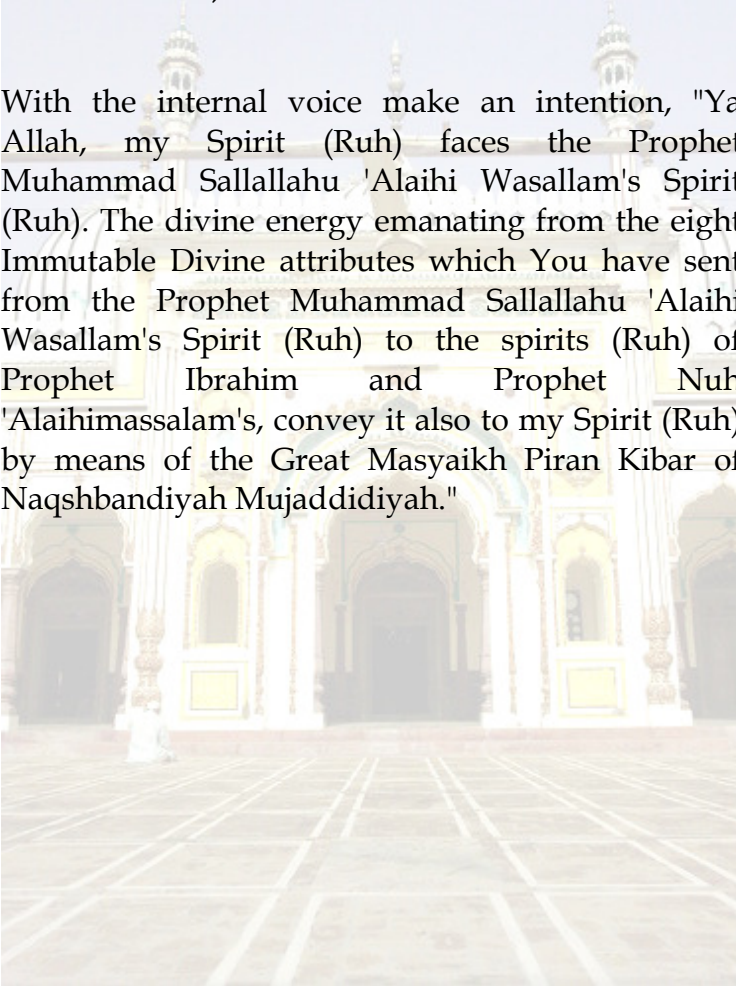 With the internal voice make an intention, "Ya
Allah, my Spirit (Ruh) faces the Prophet
Muhammad Sallallahu 'Alaihi Wasallam's Spirit
(Ruh). The divine energy emanating from the eight
Immutable Divine attributes which You have sent
from the Prophet Muhammad Sallallahu 'Alaihi
Wasallam's Spirit (Ruh) to the spirits (Ruh) of
Prophet Ibrahim and Prophet Nuh
'Alaihimassalam's, convey it also to my Spirit (Ruh)
by means of the Great Masyaikh Piran Kibar of
Naqshbandiyah Mujaddidiyah."